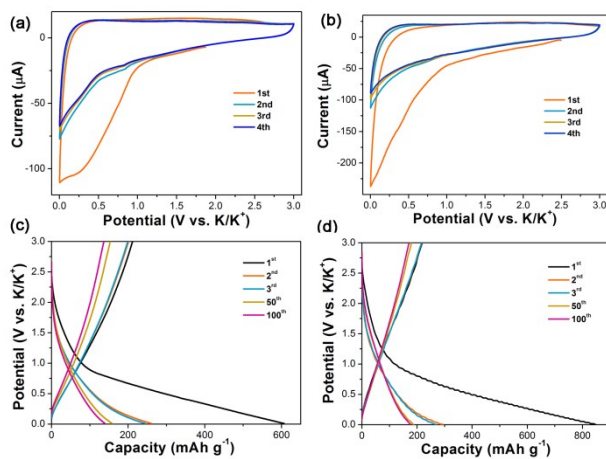 (a)
0
-50
-100
Current (μA)
1st
2nd
3rd
4th
0.0 0.5 1.0 1.5 2.0 2.5 3.0
Potential (V vs. K/K⁺)
(b)
50
0
-50
-100
-150
-200
Current (μA)
1st
2nd
3rd
4th
0.0 0.5 1.0 1.5 2.0 2.5 3.0
Potential (V vs. K/K⁺)
(c)
3.0
2.5
2.0
1.5
1.0
0.5
0.0
Potential (V vs. K/K⁺)
1ˢᵗ
2ⁿᵈ
3ʳᵈ
50ᵗʰ
100ᵗʰ
0 200 400 600
Capacity (mAh g⁻¹)
(d)
3.0
2.5
2.0
1.5
1.0
0.5
0.0
Potential (V vs. K/K⁺)
1ˢᵗ
2ⁿᵈ
3ʳᵈ
50ᵗʰ
100ᵗʰ
0 200 400 600 800
Capacity (mAh g⁻¹)